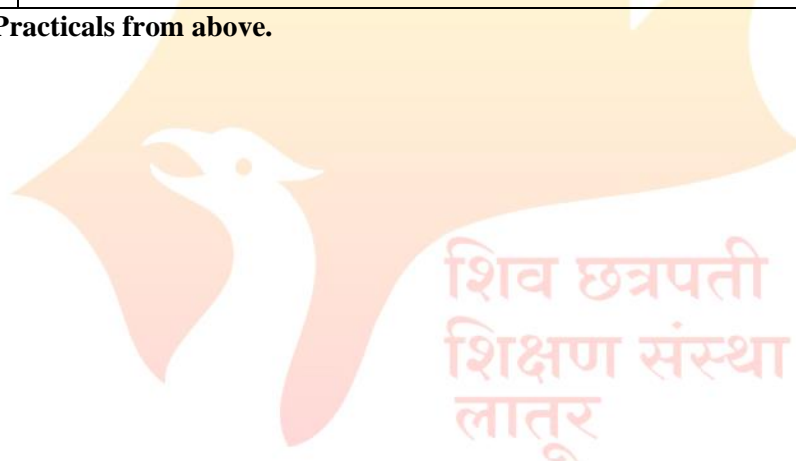 Practicals from above.
शिव छत्रपती
शिक्षण संस्था
लातूर